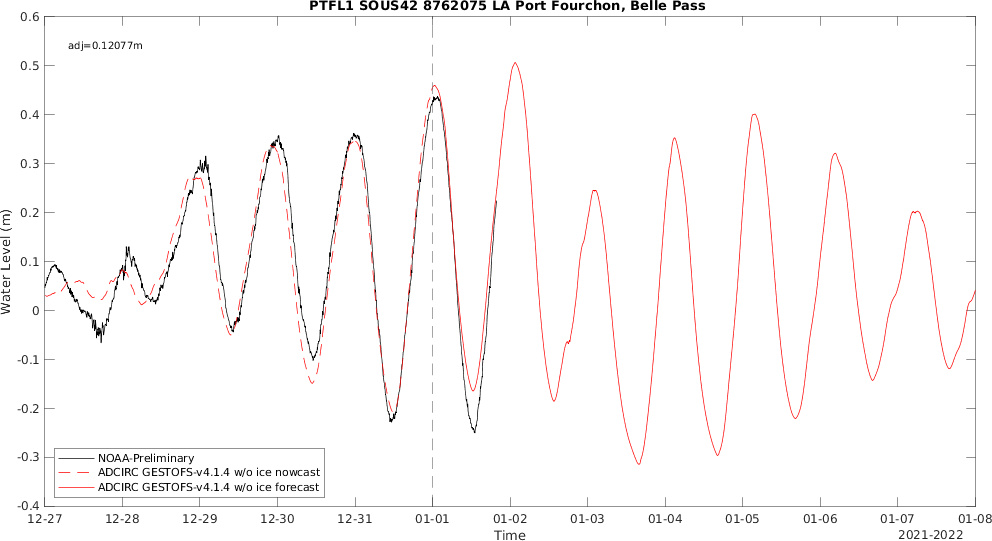 PTFL1 SOUS42 8762075 LA Port Fourchon, Belle Pass
adj=0.12077m
0.6
0.5
0.4
0.3
0.2
0.1
0
-0.1
-0.2
-0.3
-0.4
Water Level (m)
NOAA-Preliminary
ADCIRC GESTOFS-v4.1.4 w/o ice nowcast
ADCIRC GESTOFS-v4.1.4 w/o ice forecast
12-27 12-28 12-29 12-30 12-31 01-01 01-02 01-03 01-04 01-05 01-06 01-07 01-08
Time
2021-2022